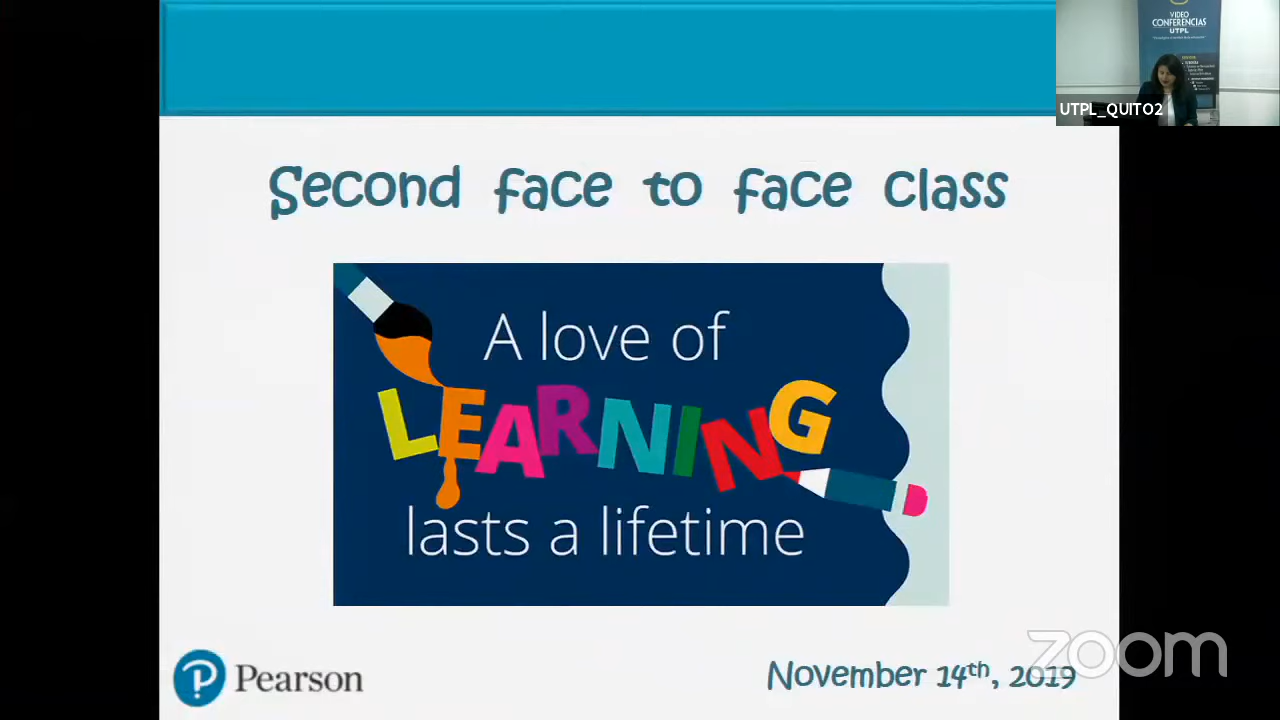 VIDEO
CONFERENCIAS
UTPL
UTPL_QUITO2
Second face to face class
A love of
LEARNING
lasts a lifetime
Pearson
November 14th, 2019
zoom